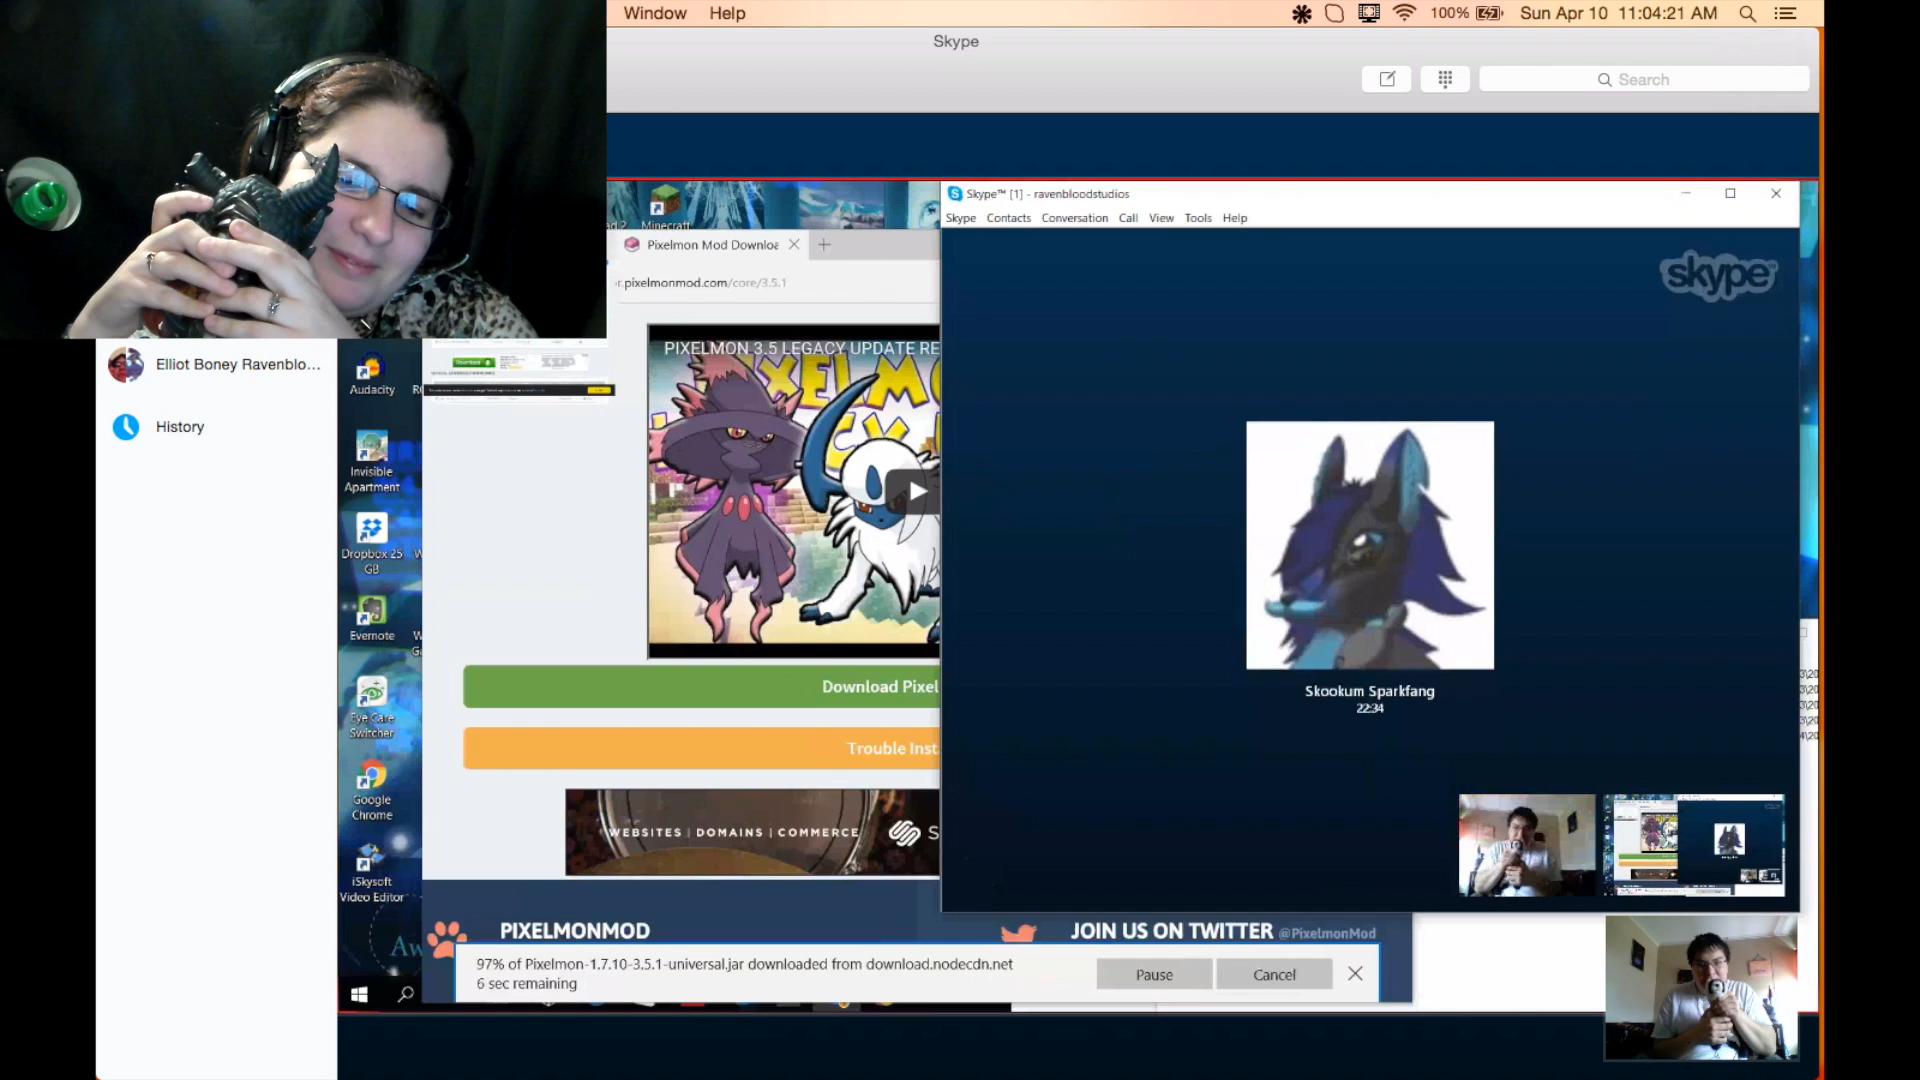 Window Help
100%
Sun Apr 10 11:04:21 AM
Skype
Search
Skype™ [1] - ravenbloodstudios
Skype Contacts Conversation Call View Tools Help
Minecraft
Pixelmon Mod Downloa
pixelmonmod.com/core/3.5.1
skype
PIXELMON 3.5 LEGACY UPDATE RE
Elliot Boney Ravenblo...
History
Audacity
Invisible
Apartment
Dropbox 25
GB
Evernote
Eye Care
Switcher
Google
Chrome
iSkysoft
Video Editor
Download Pixel
Trouble Inst
WEBSITES | DOMAINS | COMMERCE
Skookum Sparkfang
22:34
PIXELMONMOD
JOIN US ON TWITTER @PixelmonMod
97% of Pixelmon-1.7.10-3.5.1-universal.jar downloaded from download.nodecdn.net
6 sec remaining
Pause
Cancel